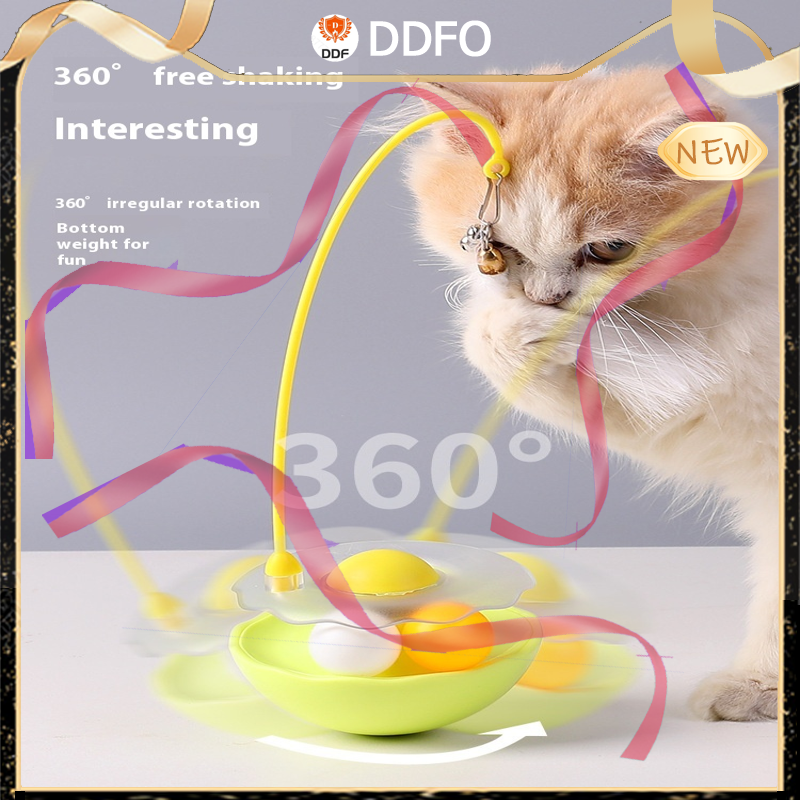 DDF
DDFO
360° free shaking
Interesting
NEW
360° irregular rotation
Bottom
weight for
fun
360°